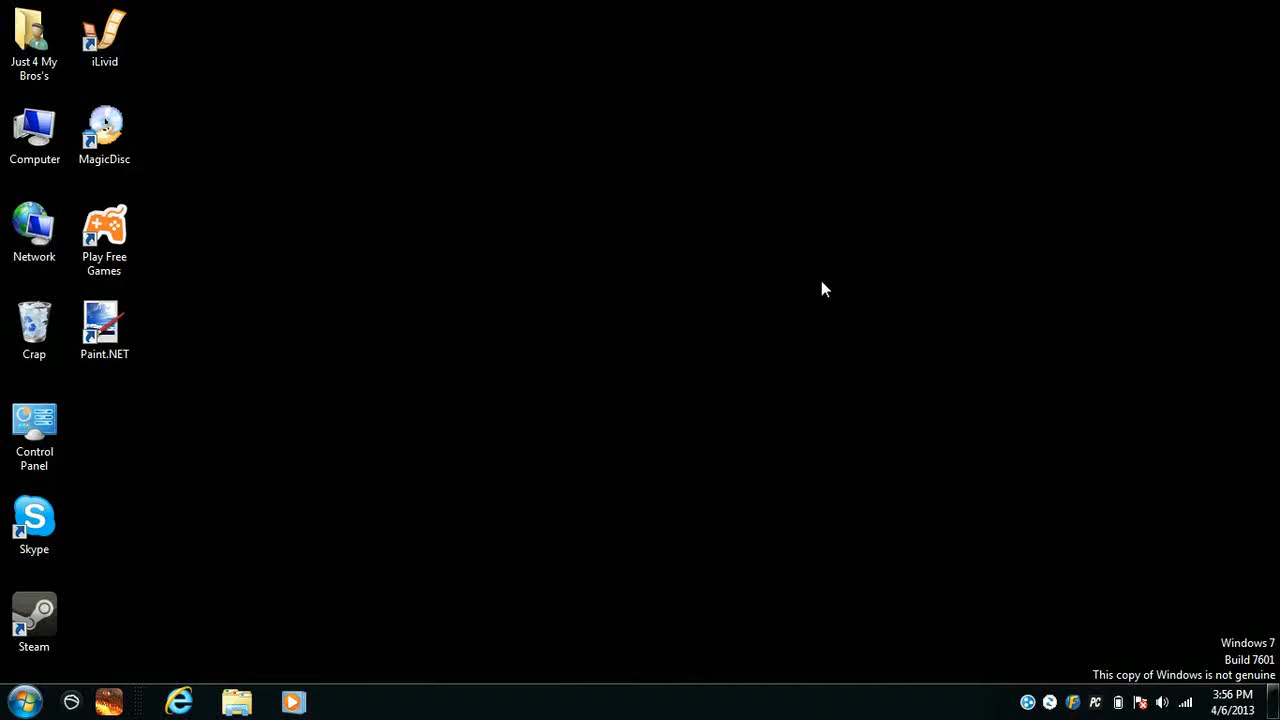 Just 4 My
Bros's
iLivid
Computer
MagicDisc
Network
Play Free
Games
Crap
Paint.NET
Control
Panel
Skype
Steam
Windows 7
Build 7601
This copy of Windows is not genuine
PC
3:56 PM
4/6/2013